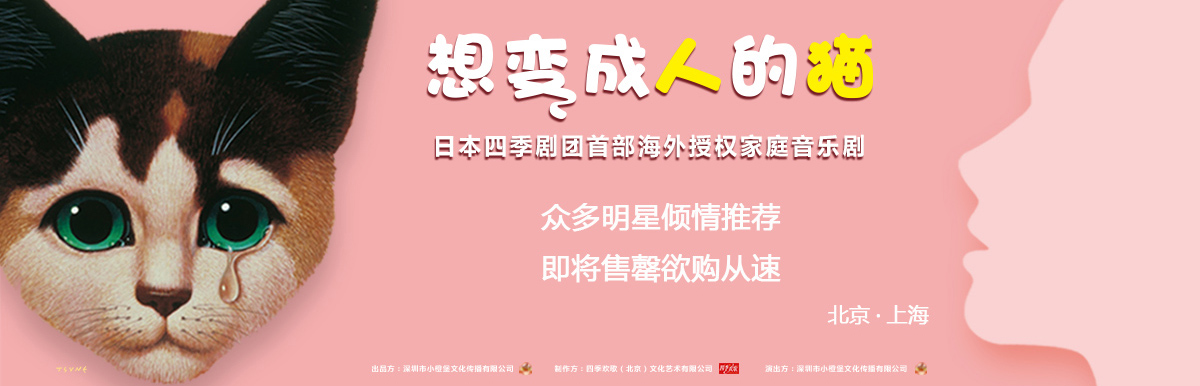 想变成人的猫
日本四季剧团首部海外授权家庭音乐剧
众多明星倾情推荐
即将售罄欲购从速
北京·上海
出品方：深圳市小橙堡文化传播有限公司 制作方：四季欢歌（北京）文化艺术有限公司 演出方：深圳市小橙堡文化传播有限公司